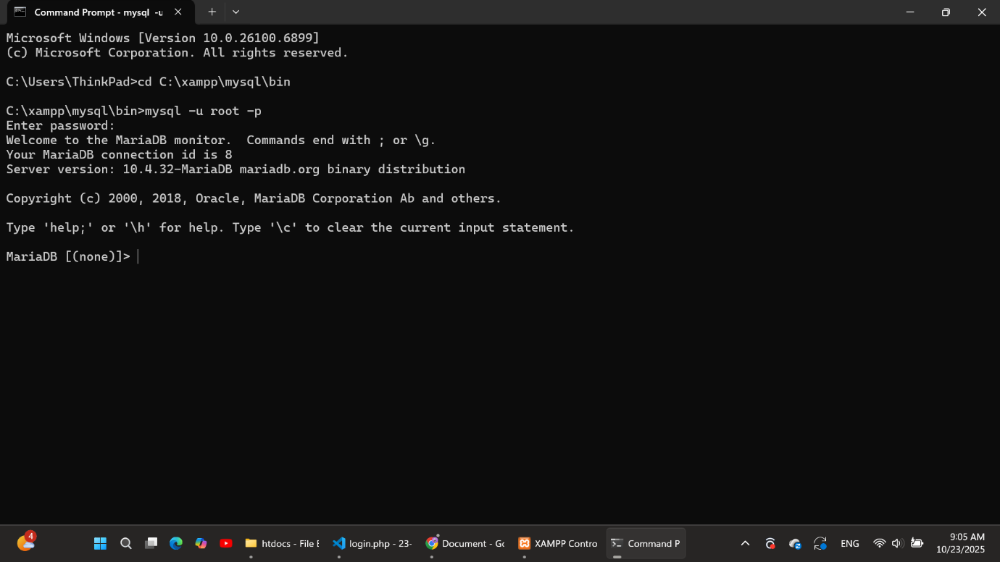 Command Prompt - mysql  -u
Microsoft Windows [Version 10.0.26100.6899]
(c) Microsoft Corporation. All rights reserved.
C:\Users\ThinkPad>cd C:\xampp\mysql\bin
C:\xampp\mysql\bin>mysql -u root -p
Enter password:
Welcome to the MariaDB monitor.  Commands end with ; or \g.
Your MariaDB connection id is 8
Server version: 10.4.32-MariaDB mariadb.org binary distribution
Copyright (c) 2000, 2018, Oracle, MariaDB Corporation Ab and others.
Type 'help;' or '\h' for help. Type '\c' to clear the current input statement.
MariaDB [(none)]>
4
htdocs - File E
login.php - 23-
Document - Go
XAMPP Contro
Command P
ENG
9:05 AM
10/23/2025